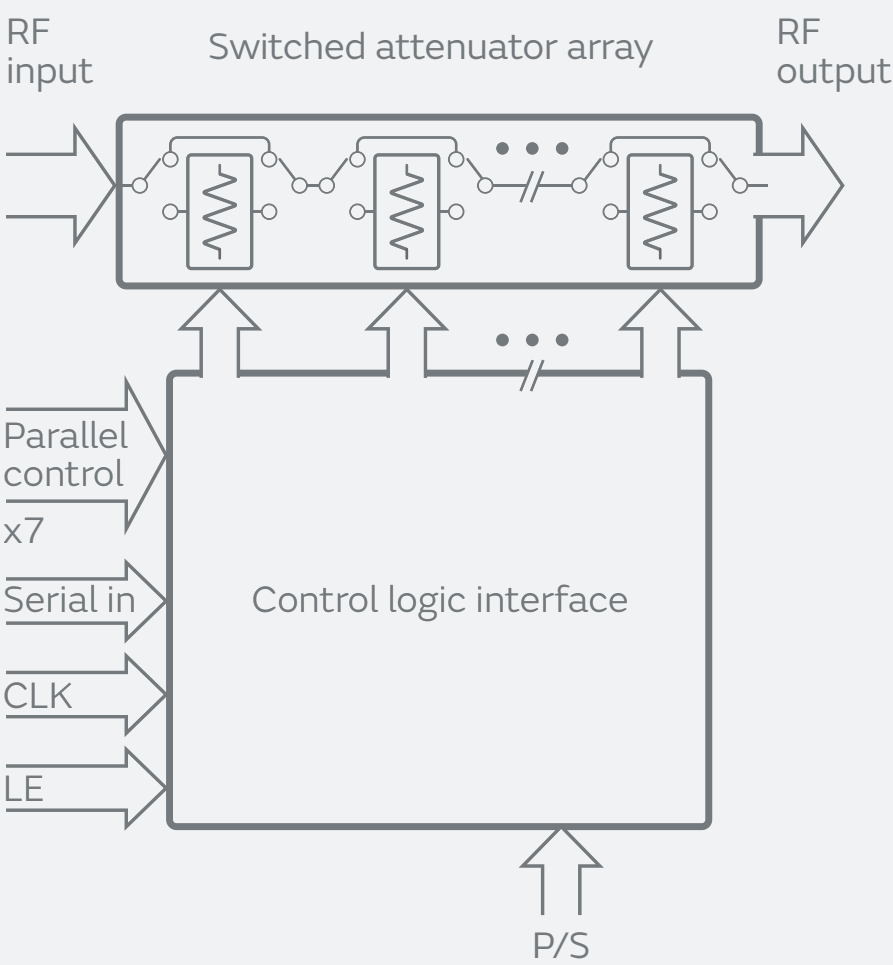 RF
input
Switched attenuator array
RF
output
Parallel
control
x7
Serial in
Control logic interface
CLK
LE
P/S